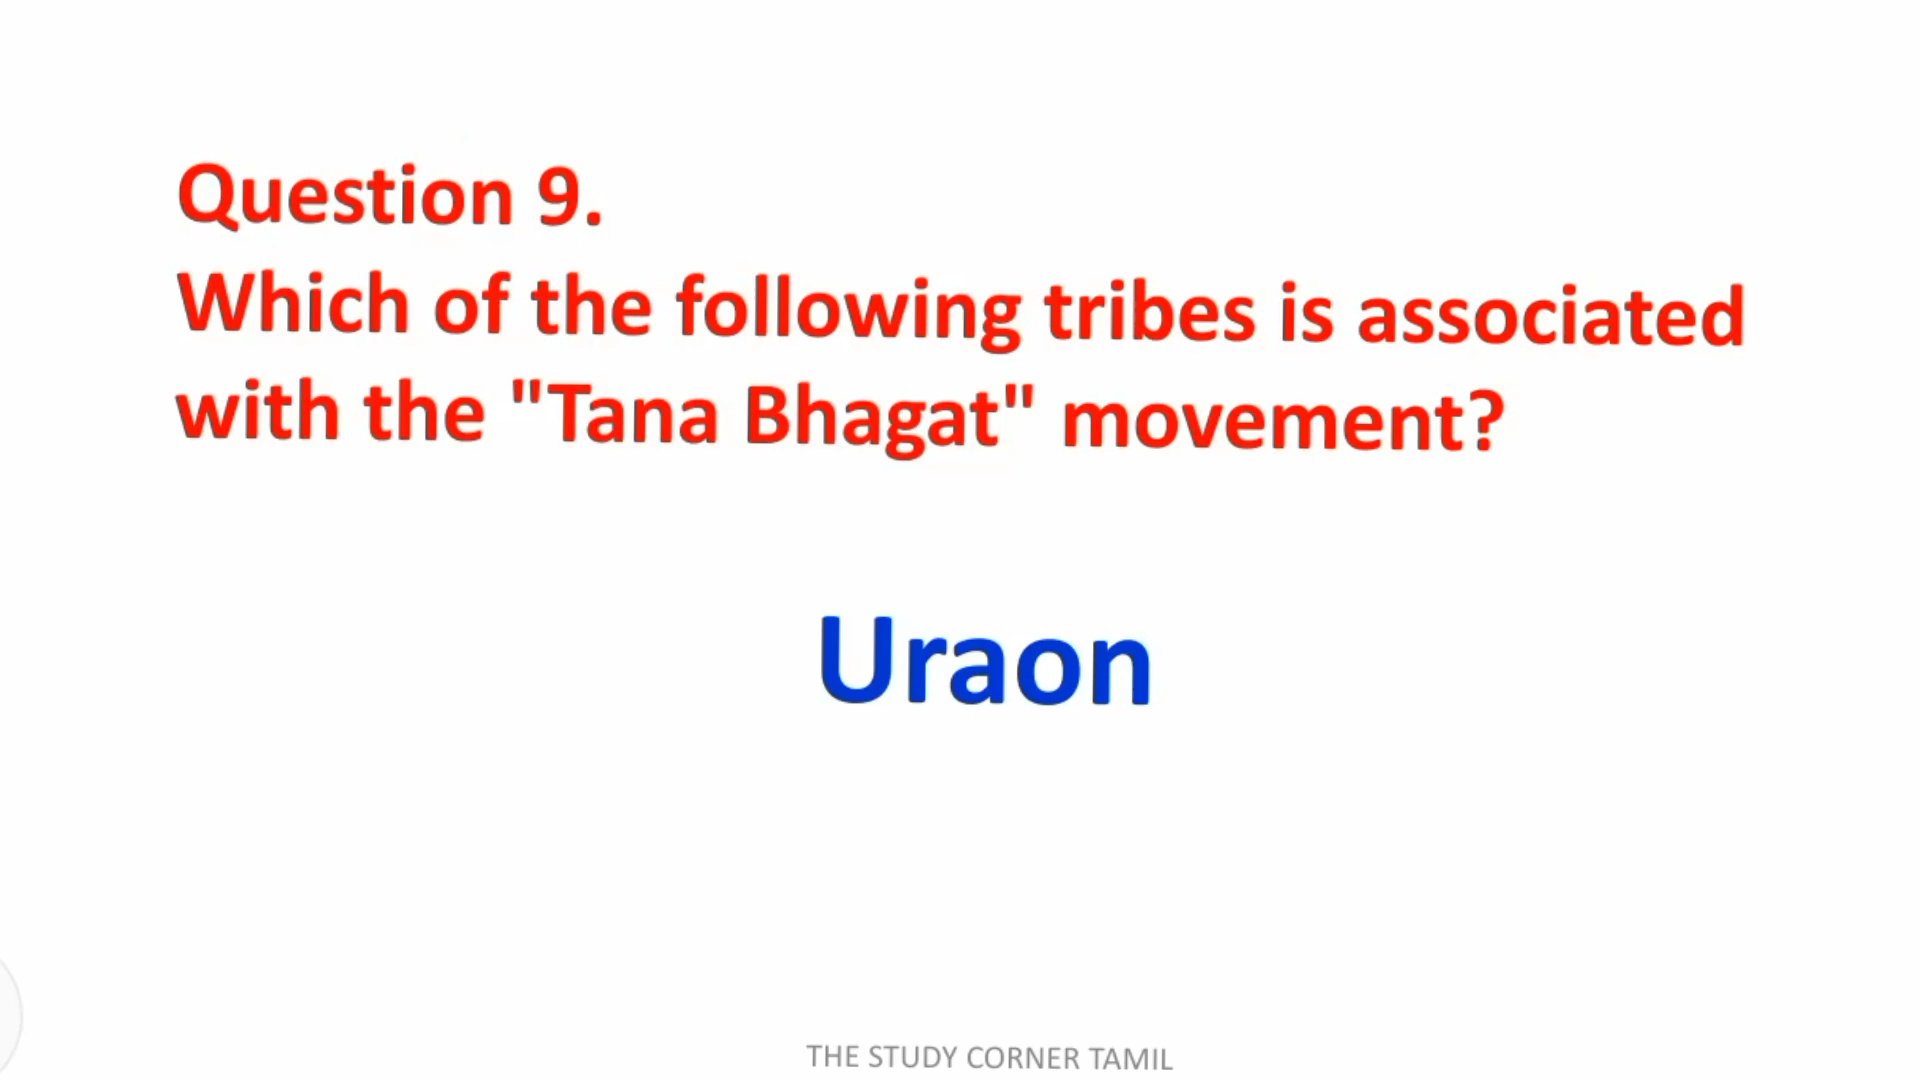 Question 9.
Which of the following tribes is associated
with the "Tana Bhagat" movement?
Uraon
THE STUDY CORNER TAMIL